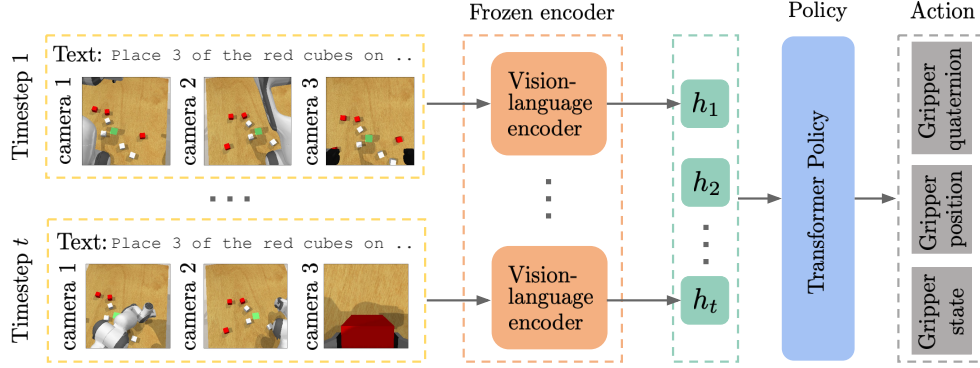 Frozen encoder
Policy
Action
Timestep 1
Text: Place 3 of the red cubes on ..
camera 1
camera 2
camera 3
Vision-
language
encoder
h1
h2
Transformer Policy
Gripper
quaternion
Gripper
position
Gripper
state
...
Timestep t
Text: Place 3 of the red cubes on ..
camera 1
camera 2
camera 3
Vision-
language
encoder
ht